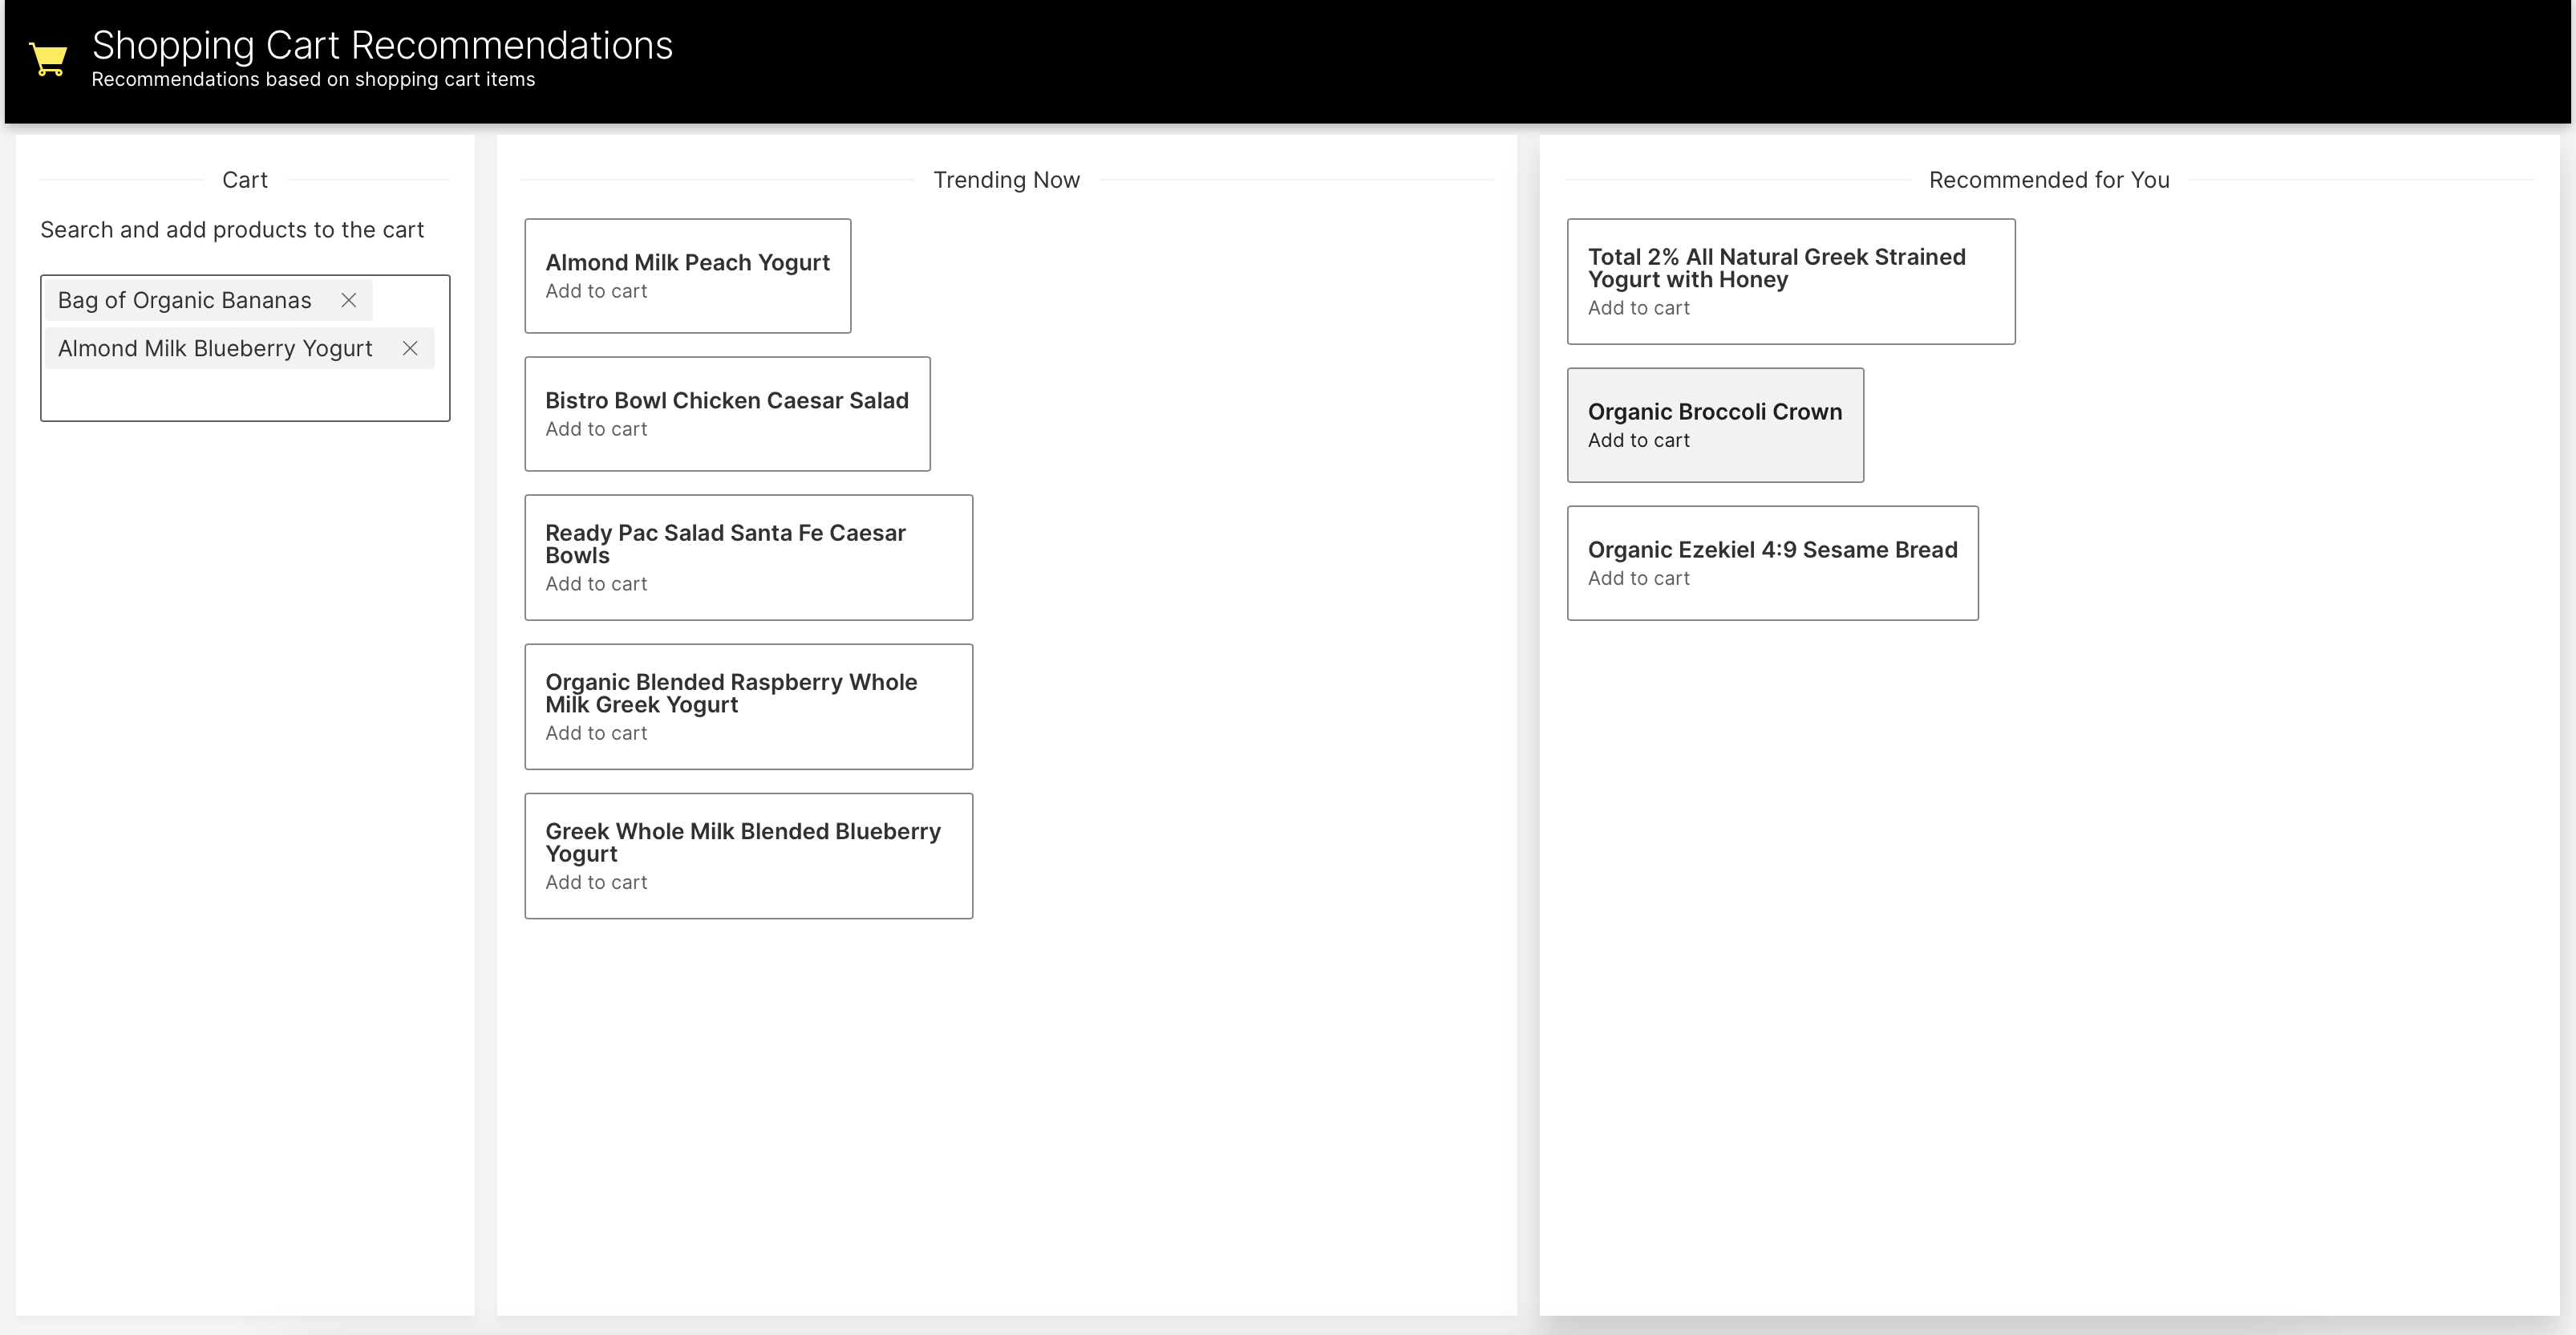 Shopping Cart Recommendations
Recommendations based on shopping cart items
Cart
Search and add products to the cart
Bag of Organic Bananas
Almond Milk Blueberry Yogurt
Trending Now
Almond Milk Peach Yogurt
Add to cart
Bistro Bowl Chicken Caesar Salad
Add to cart
Ready Pac Salad Santa Fe Caesar
Bowls
Add to cart
Organic Blended Raspberry Whole
Milk Greek Yogurt
Add to cart
Greek Whole Milk Blended Blueberry
Yogurt
Add to cart
Recommended for You
Total 2% All Natural Greek Strained
Yogurt with Honey
Add to cart
Organic Broccoli Crown
Add to cart
Organic Ezekiel 4:9 Sesame Bread
Add to cart